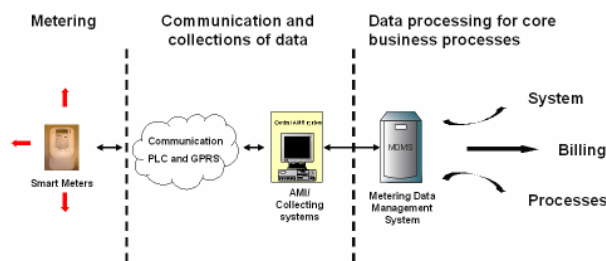 Metering
Communication and
collections of data
Data processing for core
business processes
Communication
PLC and GPRS
MDMS
System
Billing
Processes
Smart Meters
AMI/
Collecting
systems
Metering Data
Management
System